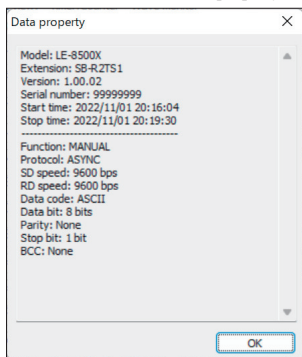 Data property
Model: LE-8500X
Extension: SB-R2TS1
Version: 1.00.02
Serial number: 99999999
Start time: 2022/11/01 20:16:04
Stop time: 2022/11/01 20:19:30
--------------------------------------
Function: MANUAL
Protocol: ASYNC
SD speed: 9600 bps
RD speed: 9600 bps
Data code: ASCII
Data bit: 8 bits
Parity: None
Stop bit: 1 bit
BCC: None
OK